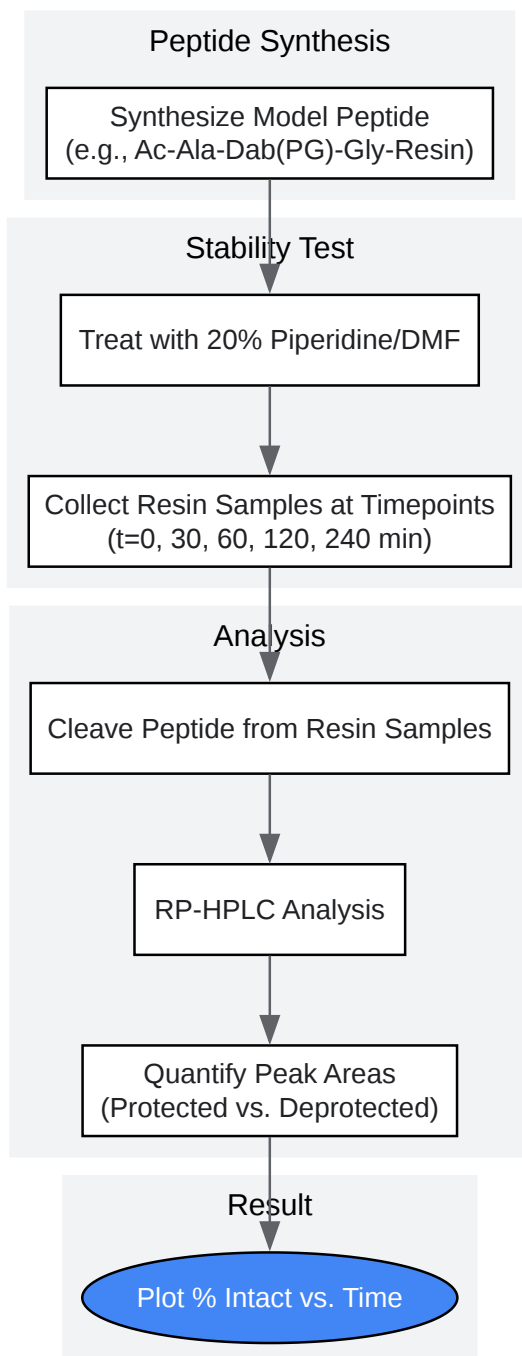 Peptide Synthesis
Synthesize Model Peptide
(e.g., Ac-Ala-Dab(PG)-Gly-Resin)
Stability Test
Treat with 20% Piperidine/DMF
Collect Resin Samples at Timepoints
(t=0, 30, 60, 120, 240 min)
Analysis
Cleave Peptide from Resin Samples
RP-HPLC Analysis
Quantify Peak Areas
(Protected vs. Deprotected)
Result
Plot % Intact vs. Time